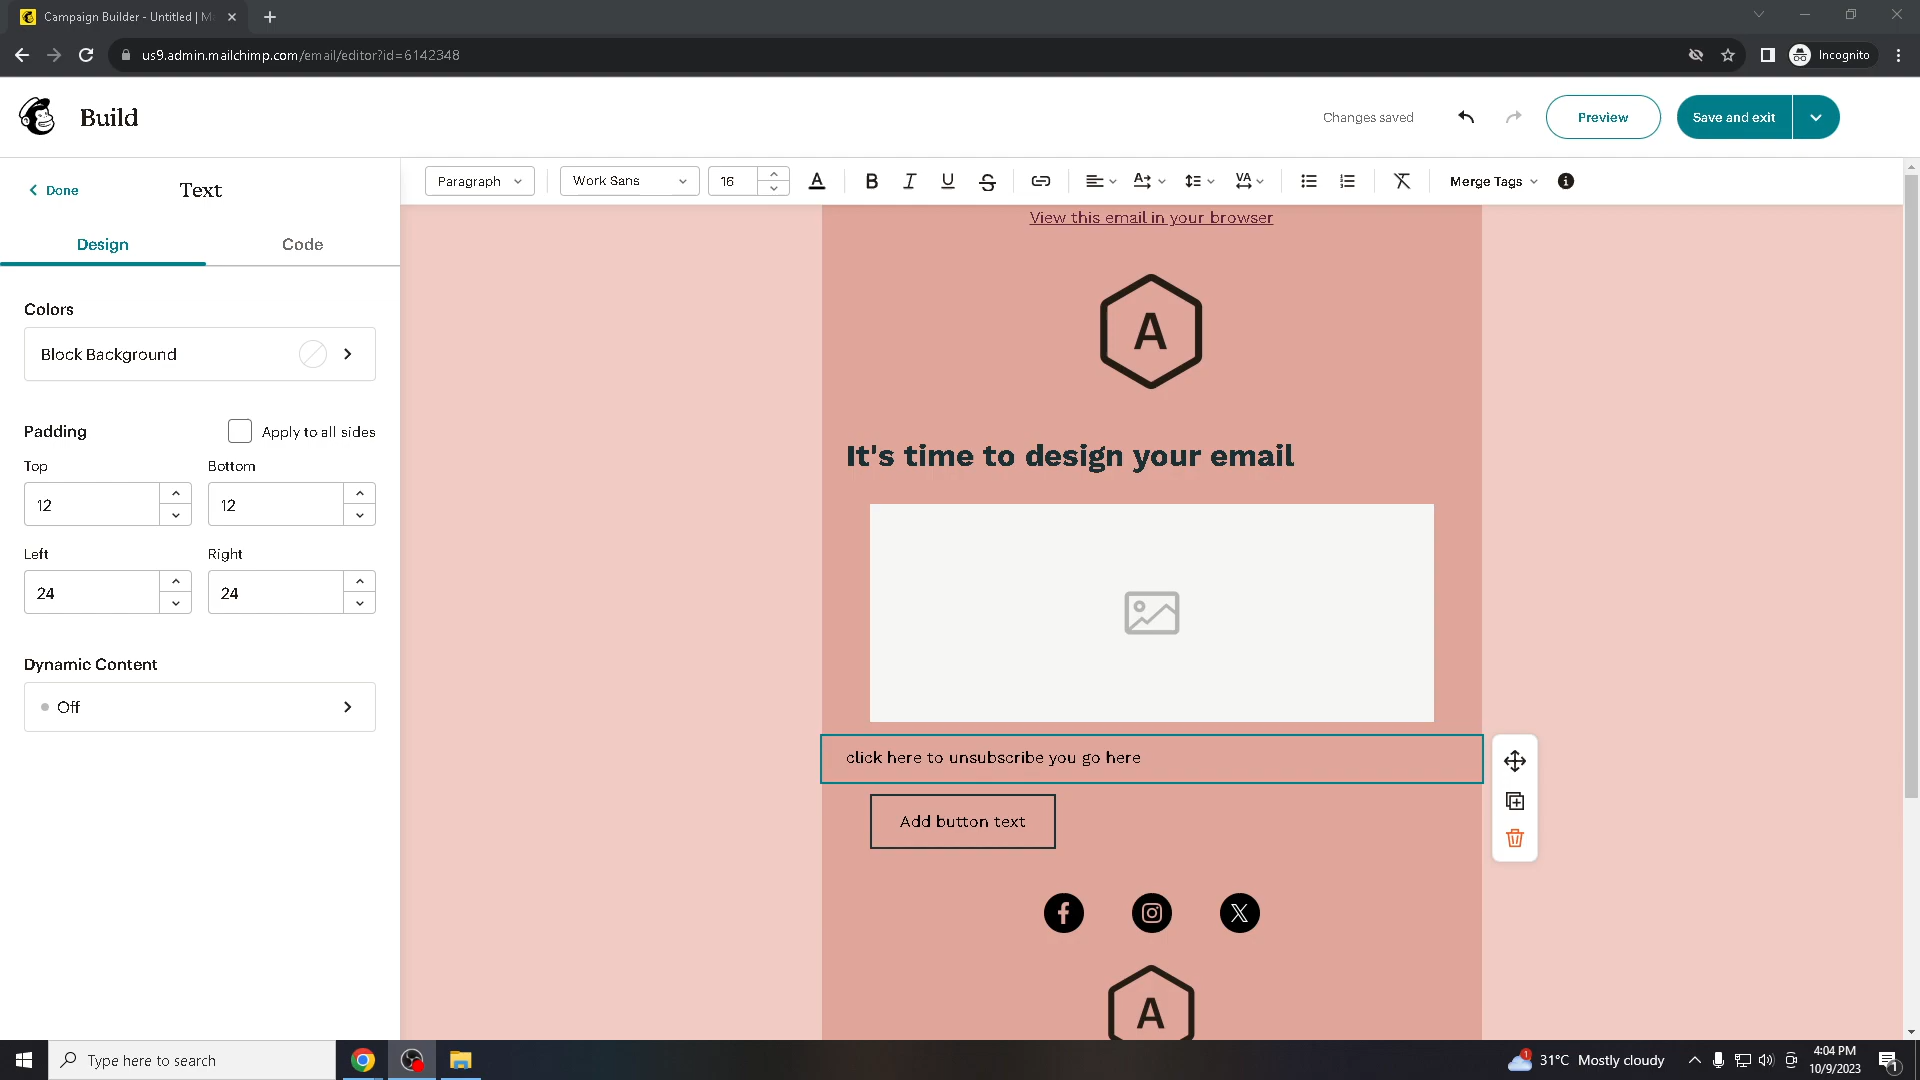 Campaign Builder - Untitled | M
us9.admin.mailchimp.com/email/editor?id=6142348
Incognito
Build
Changes saved
Preview
Save and exit
Done
Text
Paragraph
Work Sans
16
Merge Tags
Design
Code
View this email in your browser
Colors
Block Background
A
Padding
Apply to all sides
Top
Bottom
12
12
It's time to design your email
Left
Right
24
24
Dynamic Content
Off
click here to unsubscribe you go here
Add button text
A
Type here to search
1
31°C Mostly cloudy
4:04 PM
10/9/2023
1